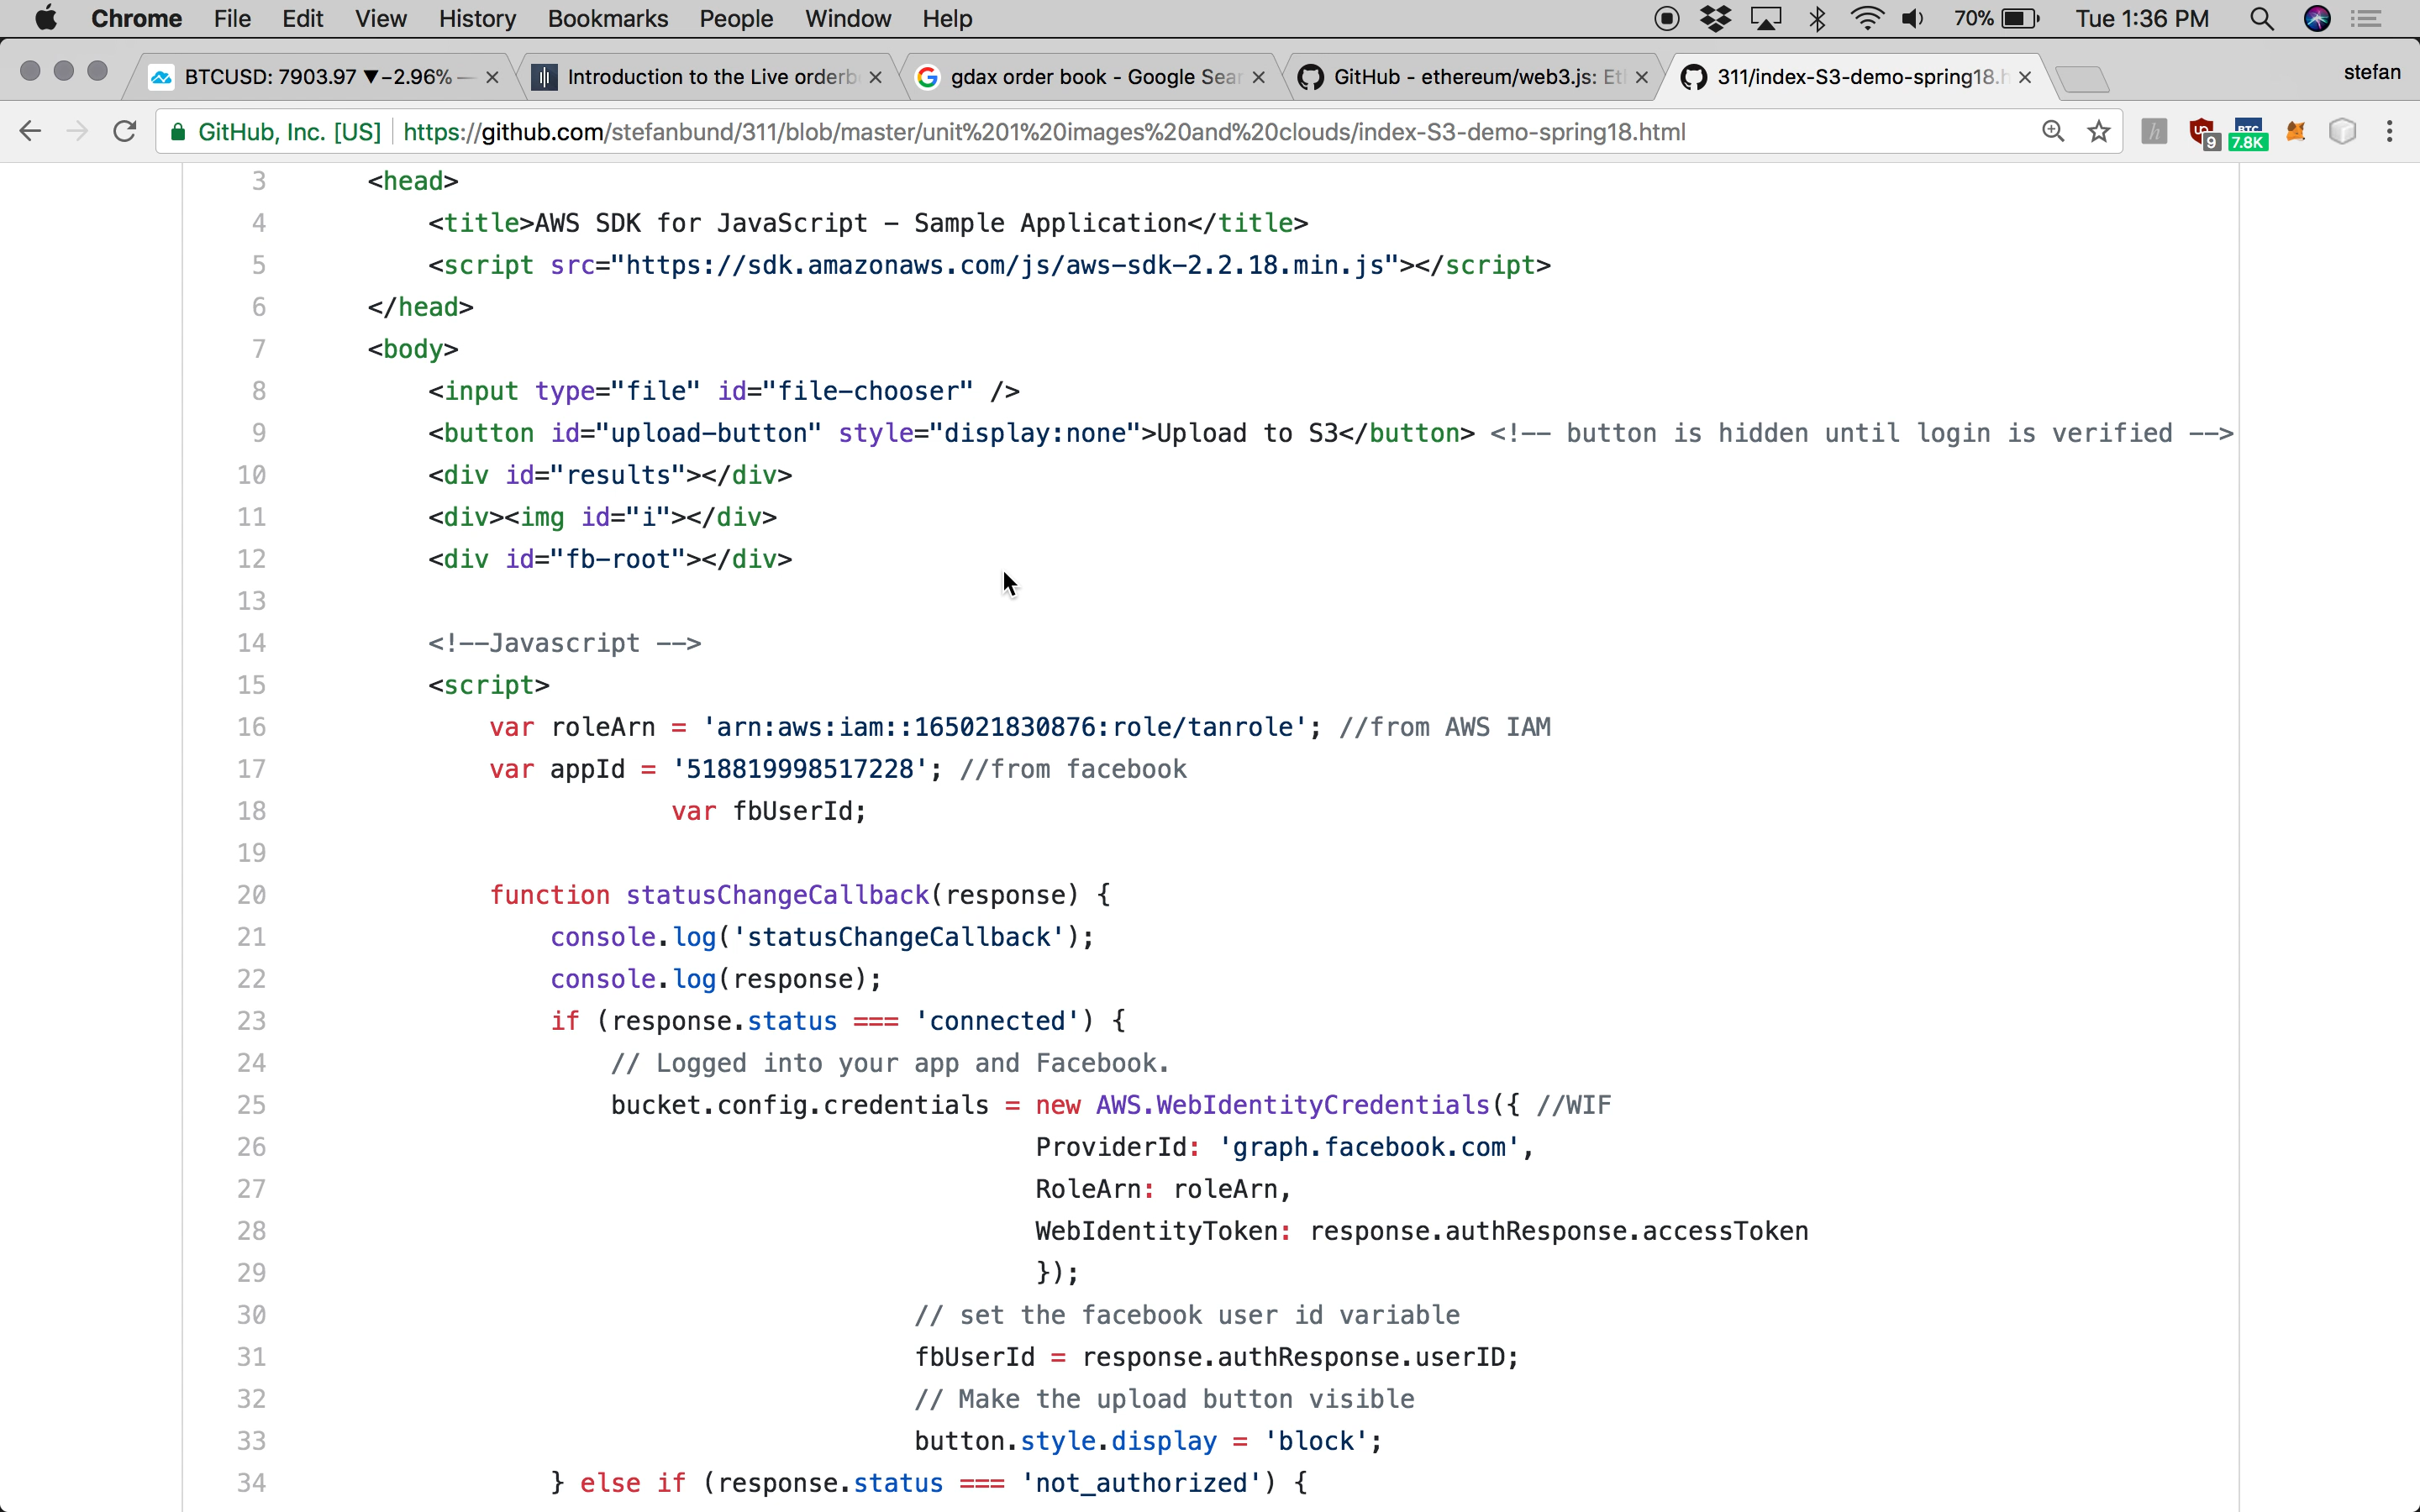 Chrome File Edit View History Bookmarks People Window Help 70% Tue 1:36 PM
BTCUSD: 7903.97 ▼−2.96% — Introduction to the Live orderb gdax order book - Google Sear GitHub - ethereum/web3.js: Et 311/index-S3-demo-spring18.h stefan
GitHub, Inc. [US] https://github.com/stefanbund/311/blob/master/unit%201%20images%20and%20clouds/index-S3-demo-spring18.html h 9 BTC 7.8K
3 <head>
4 <title>AWS SDK for JavaScript - Sample Application</title>
5 <script src="https://sdk.amazonaws.com/js/aws-sdk-2.2.18.min.js"></script>
6 </head>
7 <body>
8 <input type="file" id="file-chooser" />
9 <button id="upload-button" style="display:none">Upload to S3</button> <!-- button is hidden until login is verified -->
10 <div id="results"></div>
11 <div><img id="i"></div>
12 <div id="fb-root"></div>
13
14 <!--Javascript -->
15 <script>
16 var roleArn = 'arn:aws:iam::165021830876:role/tanrole'; //from AWS IAM
17 var appId = '518819998517228'; //from facebook
18 var fbUserId;
19
20 function statusChangeCallback(response) {
21 console.log('statusChangeCallback');
22 console.log(response);
23 if (response.status === 'connected') {
24 // Logged into your app and Facebook.
25 bucket.config.credentials = new AWS.WebIdentityCredentials({ //WIF
26 ProviderId: 'graph.facebook.com',
27 RoleArn: roleArn,
28 WebIdentityToken: response.authResponse.accessToken
29 });
30 // set the facebook user id variable
31 fbUserId = response.authResponse.userID;
32 // Make the upload button visible
33 button.style.display = 'block';
34 } else if (response.status === 'not_authorized') {